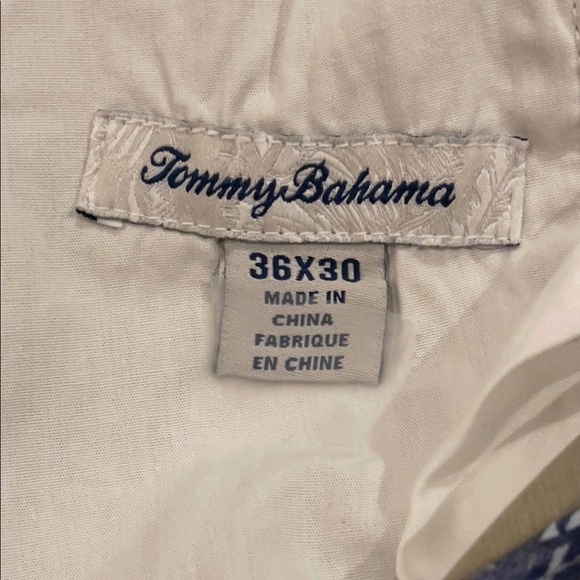 Tommy Bahama
36X30
MADE IN
CHINA
FABRIQUE
EN CHINE